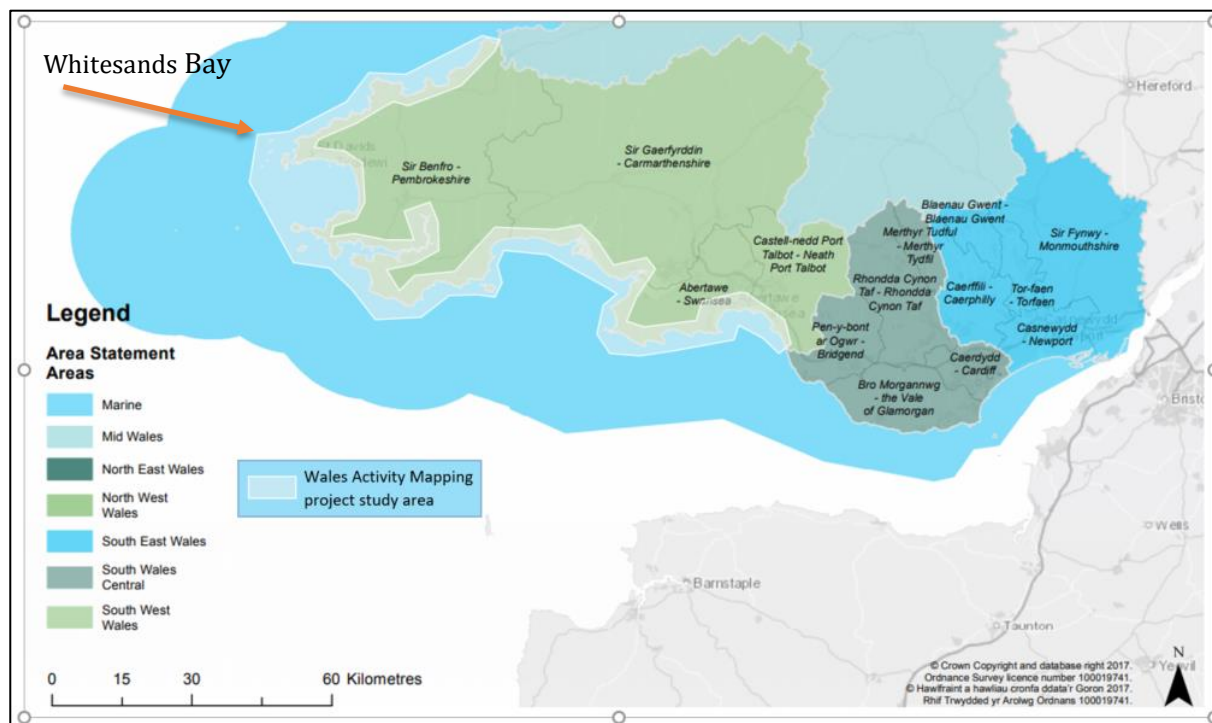 Whitesands Bay
Hereford
St Davids
Sir Benfro -
Pembrokeshire
Sir Gaerfyrddin
- Carmarthenshire
Blaenau Gwent -
Blaenau Gwent
Merthyr Tudful
- Merthyr
Tydfil
Sir Fynwy -
Monmouthshire
Castell-nedd Port
Talbot - Neath
Port Talbot
Rhondda Cynon
Taf - Rhondda
Cynon Taf
Caerffili -
Caerphilly
Tor-faen
- Torfaen
Abertawe
- Swansea
Casnewydd
- Newport
Pen-y-bont
ar Ogwr -
Bridgend
Caerdydd
- Cardiff
Bro Morgannwg
- the Vale
of Glamorgan
Bristo
Wells
Barnstaple
Taunton
Yeovil
Legend
Area Statement
Areas
Marine
Mid Wales
North East Wales
North West
Wales
South East Wales
South Wales
Central
South West
Wales
Wales Activity Mapping
project study area
0 15 30 60 Kilometres
N
© Crown Copyright and database right 2017.
Ordnance Survey licence number 100019741.
© Hawlfraint a hawliau cronfa ddata'r Goron 2017.
Rhif Trwydded yr Arolwg Ordnans 100019741.